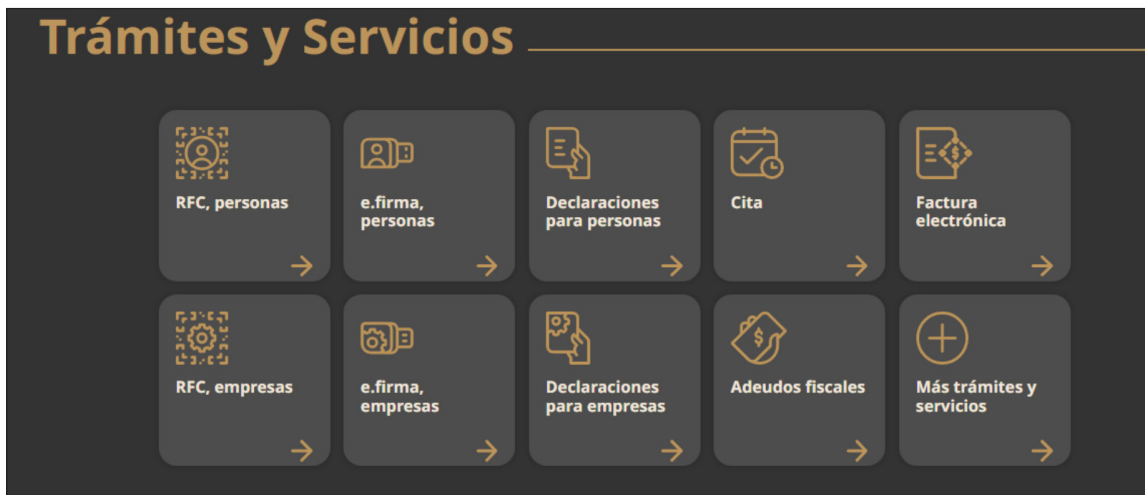 Trámites y Servicios
RFC, personas
e.firma,
personas
Declaraciones
para personas
Cita
Factura
electrónica
RFC, empresas
e.firma,
empresas
Declaraciones
para empresas
Adeudos fiscales
Más trámites y
servicios